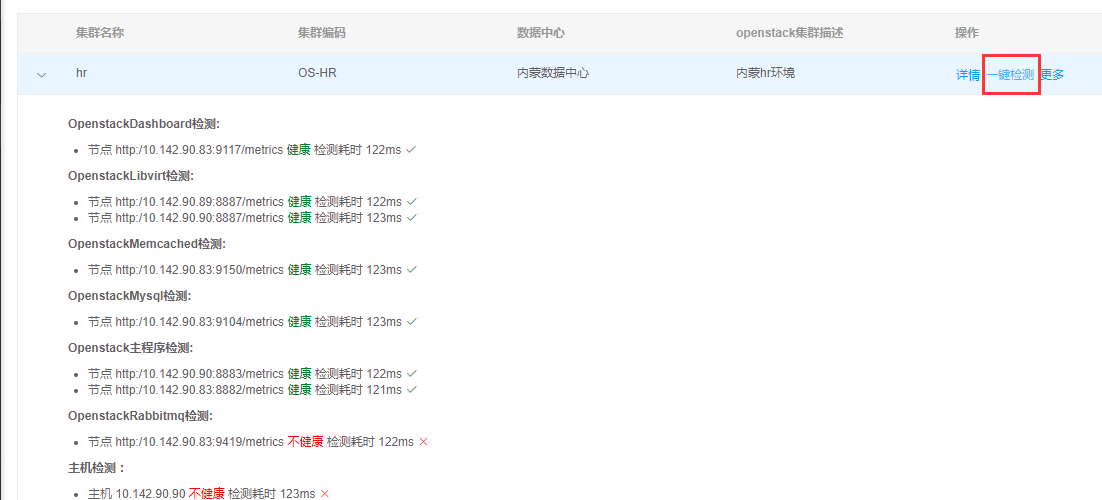 集群名称 集群编码 数据中心 openstack集群描述 操作
hr OS-HR 内蒙数据中心 内蒙hr环境 详情 一键检测 更多
OpenstackDashboard检测:
节点 http:/10.142.90.83:9117/metrics 健康 检测耗时 122ms
OpenstackLibvirt检测:
节点 http:/10.142.90.89:8887/metrics 健康 检测耗时 122ms
节点 http:/10.142.90.90:8887/metrics 健康 检测耗时 123ms
OpenstackMemcached检测:
节点 http:/10.142.90.83:9150/metrics 健康 检测耗时 123ms
OpenstackMysql检测:
节点 http:/10.142.90.83:9104/metrics 健康 检测耗时 123ms
Openstack主程序检测:
节点 http:/10.142.90.90:8883/metrics 健康 检测耗时 122ms
节点 http:/10.142.90.83:8882/metrics 健康 检测耗时 121ms
OpenstackRabbitmq检测:
节点 http:/10.142.90.83:9419/metrics 不健康 检测耗时 122ms
主机检测：
主机 10.142.90.90 不健康 检测耗时 123ms